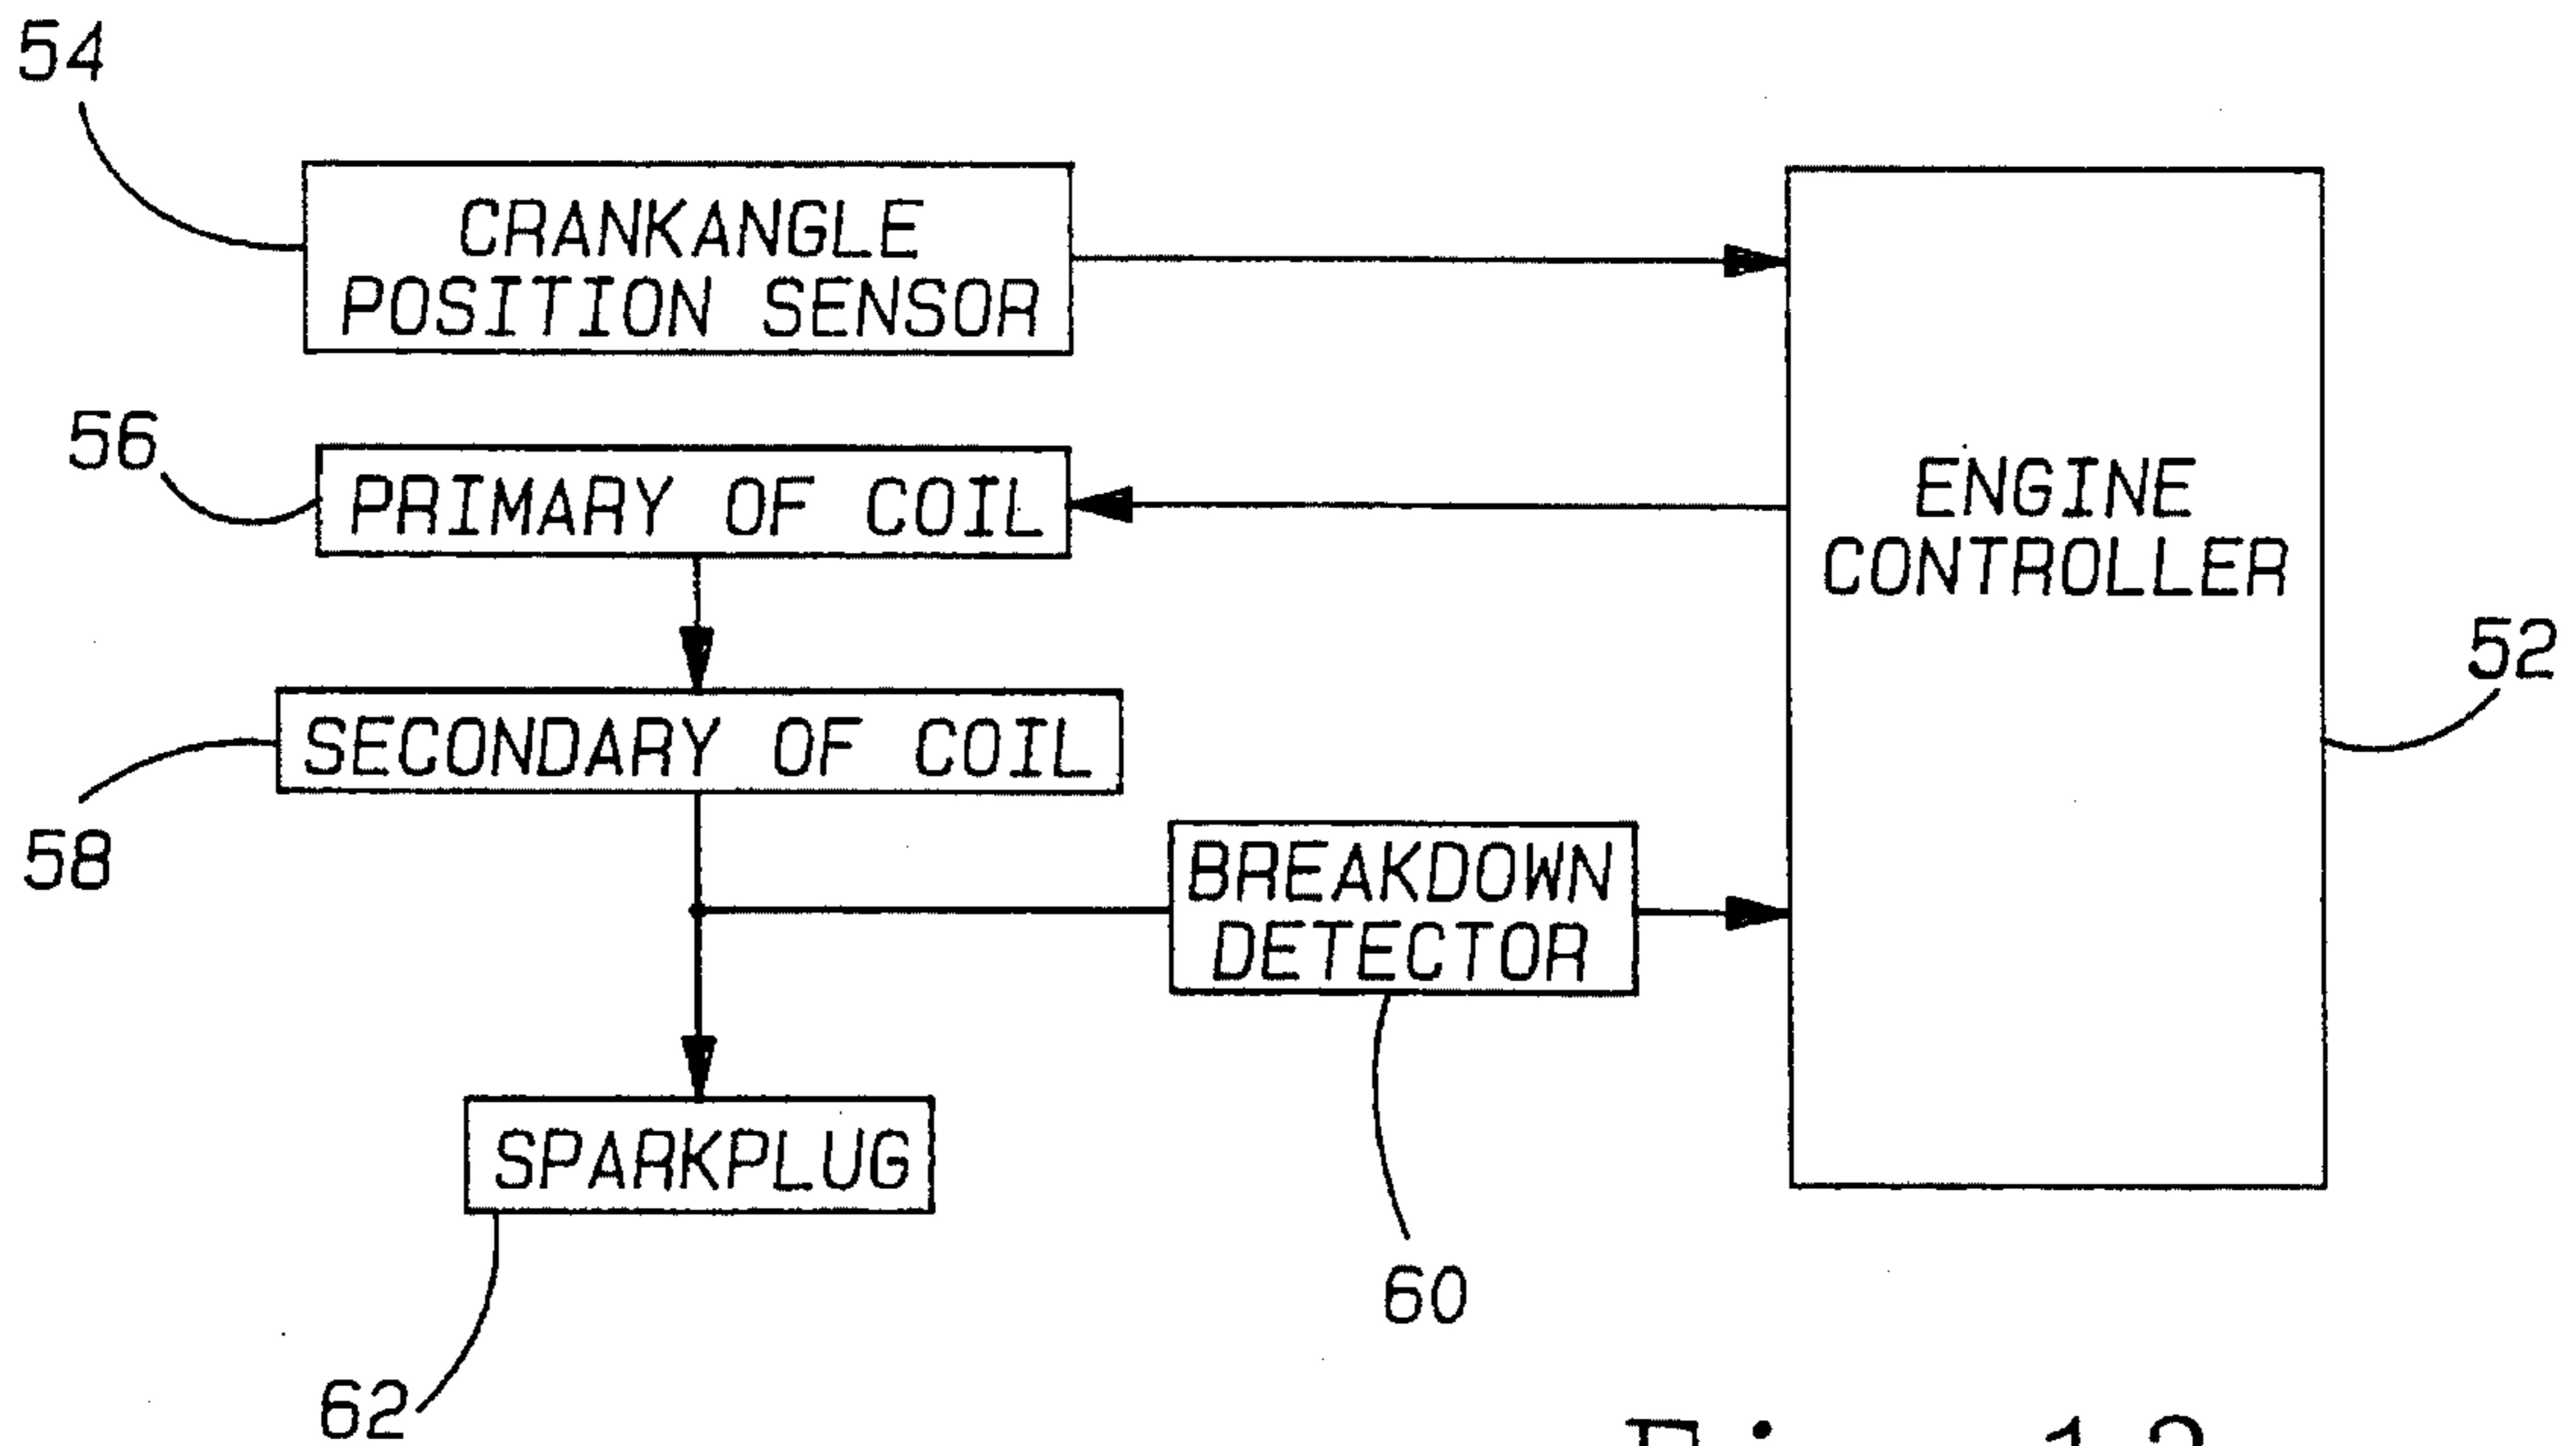 54
CRANKANGLE
POSITION SENSOR
56
PRIMARY OF COIL
ENGINE
CONTROLLER
52
SECONDARY OF COIL
58
BREAKDOWN
DETECTOR
SPARKPLUG
60
62